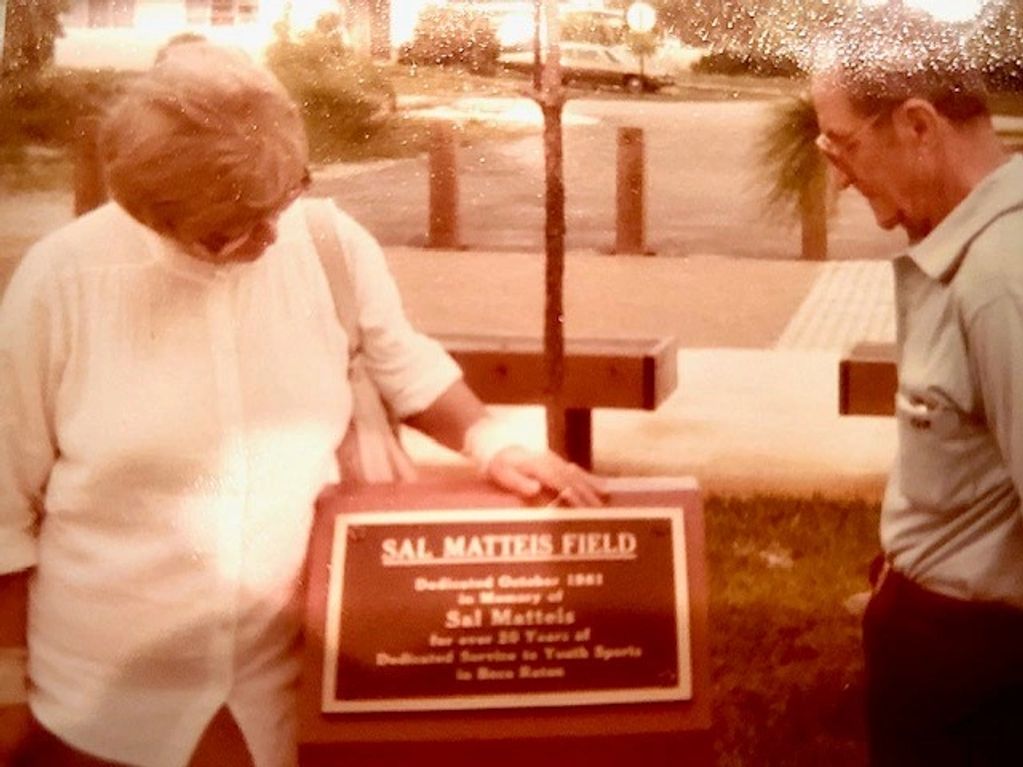 SAL MATTEIS FIELD
Dedicated October 1981
in Memory of
Sal Matteis
for over 20 Years of
Dedicated Service to Youth Sports
in Boca Raton